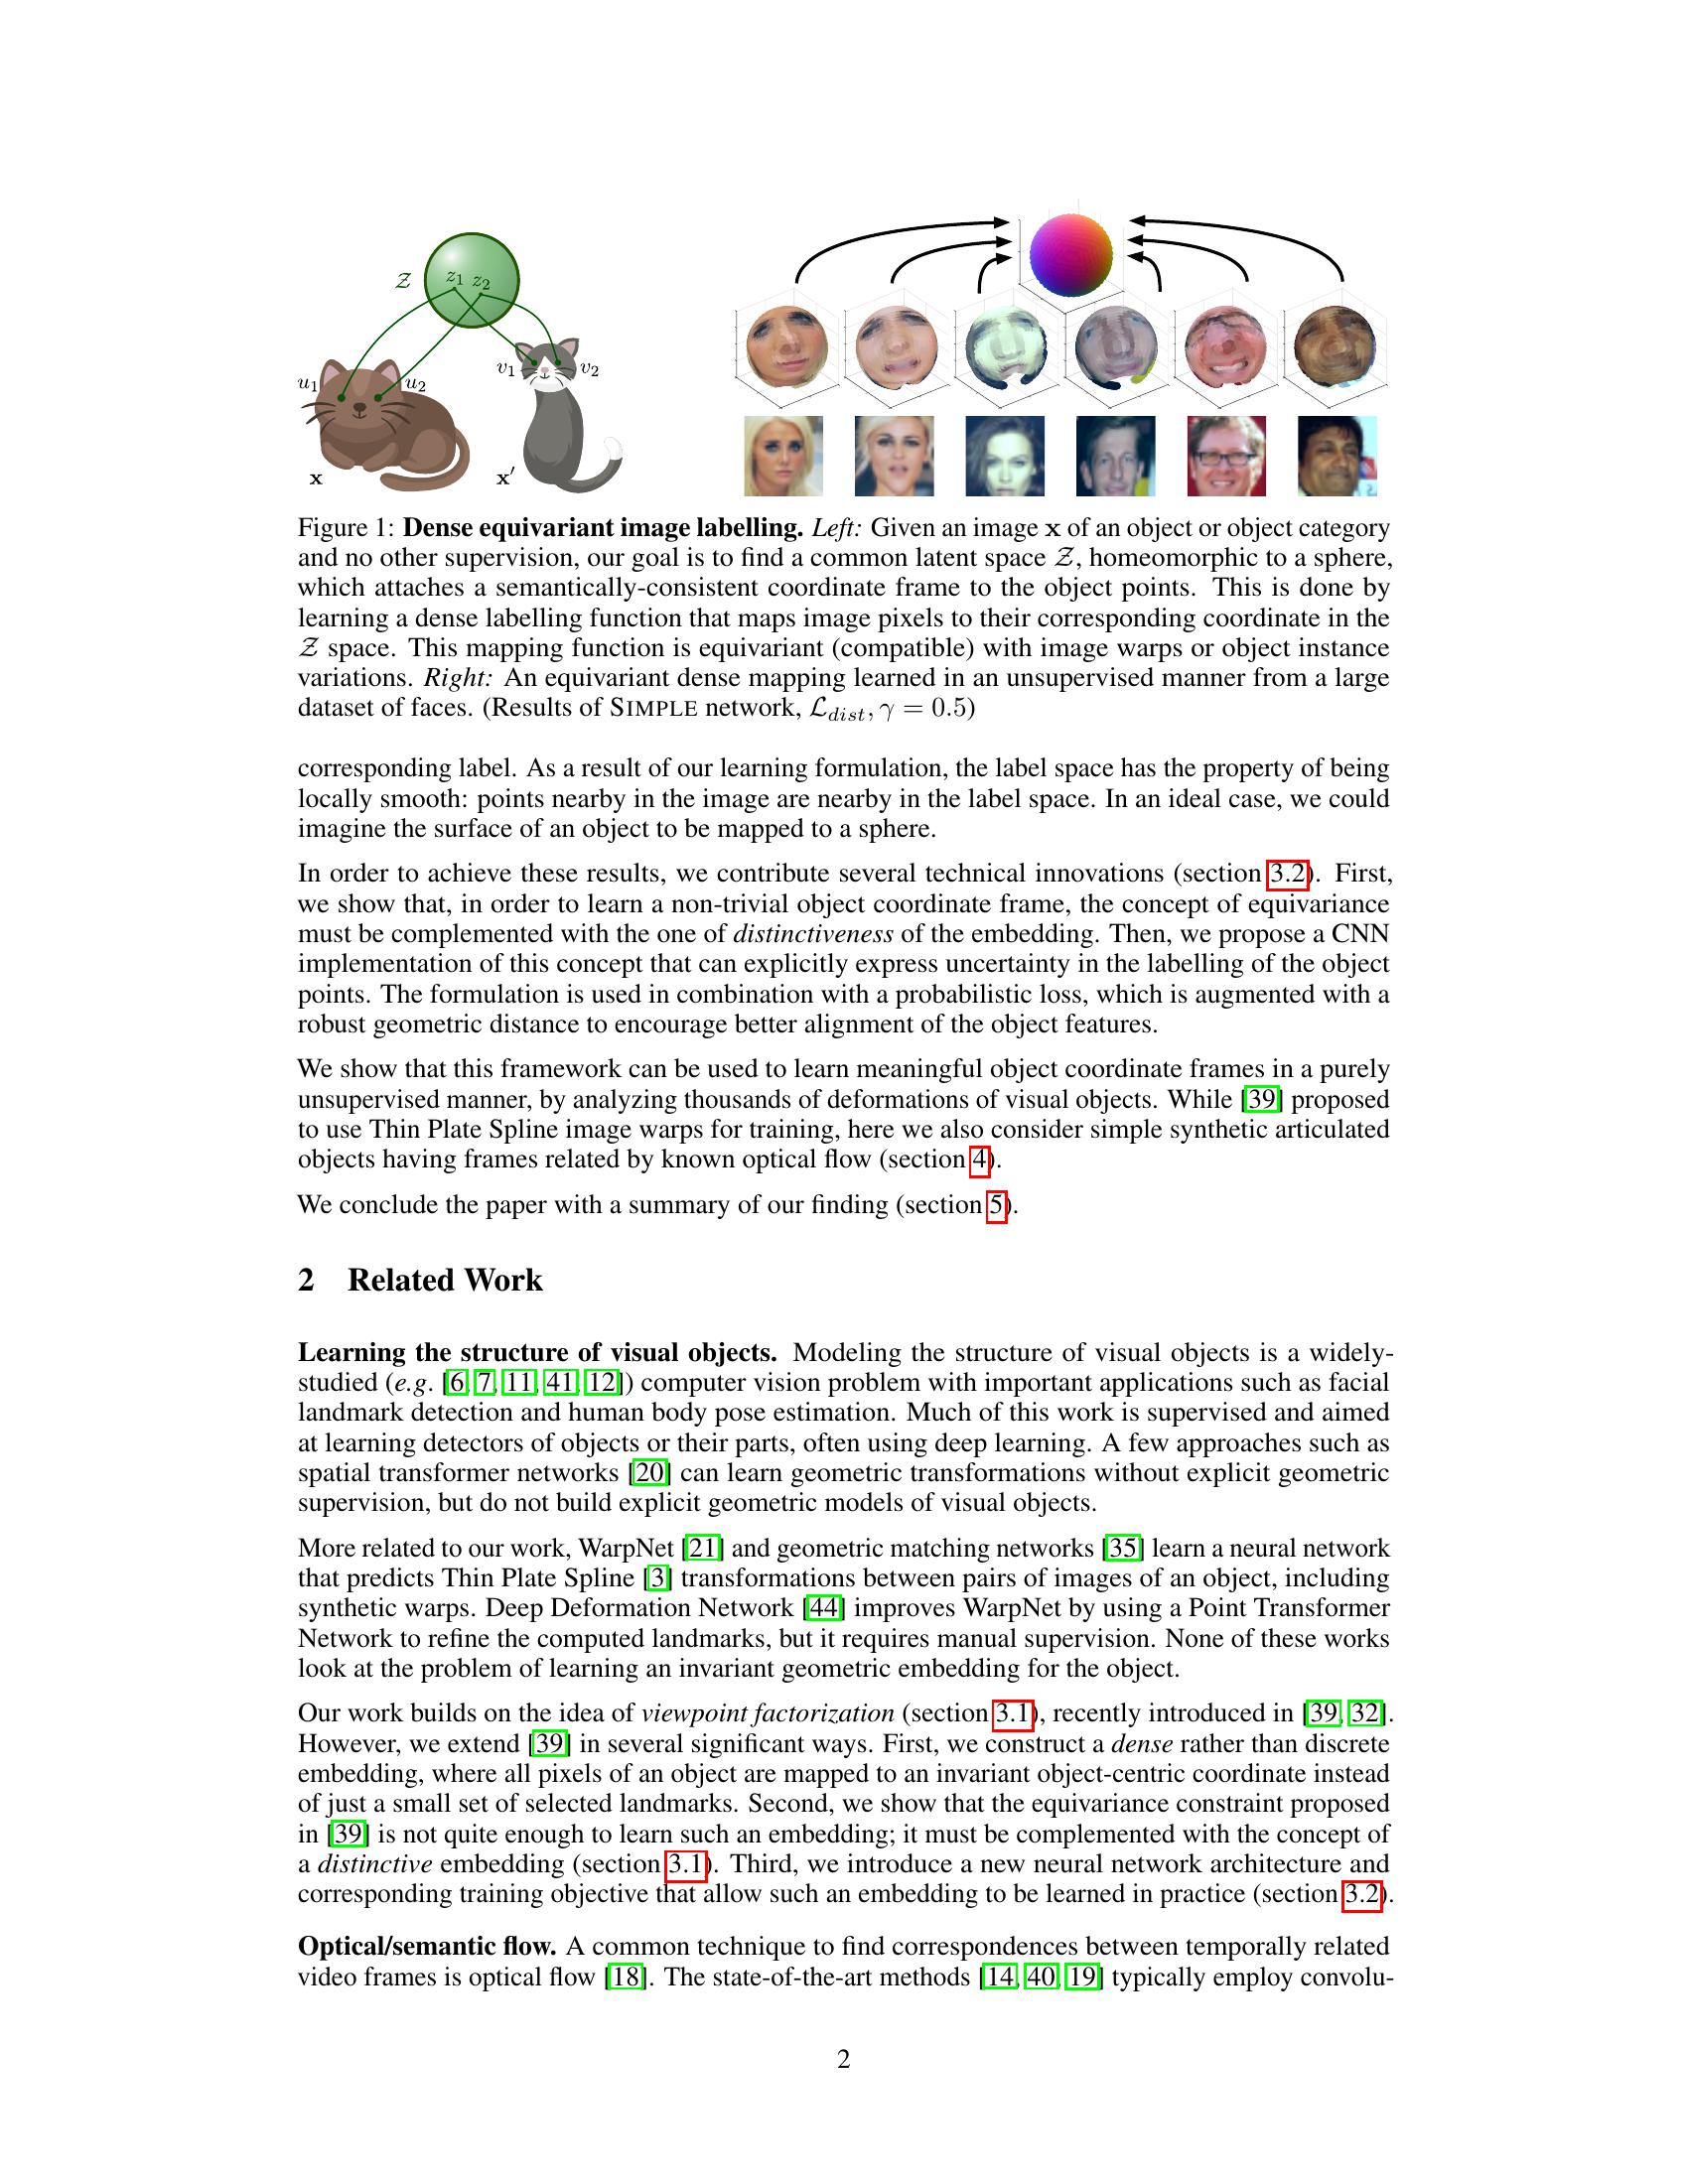 𝒵
z1 z2
u1
u2
v1
v2
x
x′
Figure 1: Dense equivariant image labelling. Left: Given an image x of an object or object category
and no other supervision, our goal is to find a common latent space 𝒵, homeomorphic to a sphere,
which attaches a semantically-consistent coordinate frame to the object points. This is done by
learning a dense labelling function that maps image pixels to their corresponding coordinate in the
𝒵 space. This mapping function is equivariant (compatible) with image warps or object instance
variations. Right: An equivariant dense mapping learned in an unsupervised manner from a large
dataset of faces. (Results of SIMPLE network, ℒdist, γ = 0.5)
corresponding label. As a result of our learning formulation, the label space has the property of being
locally smooth: points nearby in the image are nearby in the label space. In an ideal case, we could
imagine the surface of an object to be mapped to a sphere.
In order to achieve these results, we contribute several technical innovations (section 3.2). First,
we show that, in order to learn a non-trivial object coordinate frame, the concept of equivariance
must be complemented with the one of distinctiveness of the embedding. Then, we propose a CNN
implementation of this concept that can explicitly express uncertainty in the labelling of the object
points. The formulation is used in combination with a probabilistic loss, which is augmented with a
robust geometric distance to encourage better alignment of the object features.
We show that this framework can be used to learn meaningful object coordinate frames in a purely
unsupervised manner, by analyzing thousands of deformations of visual objects. While [39] proposed
to use Thin Plate Spline image warps for training, here we also consider simple synthetic articulated
objects having frames related by known optical flow (section 4).
We conclude the paper with a summary of our finding (section 5).
2 Related Work
Learning the structure of visual objects. Modeling the structure of visual objects is a widely-
studied (e.g. [6, 7, 11, 41, 12]) computer vision problem with important applications such as facial
landmark detection and human body pose estimation. Much of this work is supervised and aimed
at learning detectors of objects or their parts, often using deep learning. A few approaches such as
spatial transformer networks [20] can learn geometric transformations without explicit geometric
supervision, but do not build explicit geometric models of visual objects.
More related to our work, WarpNet [21] and geometric matching networks [35] learn a neural network
that predicts Thin Plate Spline [3] transformations between pairs of images of an object, including
synthetic warps. Deep Deformation Network [44] improves WarpNet by using a Point Transformer
Network to refine the computed landmarks, but it requires manual supervision. None of these works
look at the problem of learning an invariant geometric embedding for the object.
Our work builds on the idea of viewpoint factorization (section 3.1), recently introduced in [39, 32].
However, we extend [39] in several significant ways. First, we construct a dense rather than discrete
embedding, where all pixels of an object are mapped to an invariant object-centric coordinate instead
of just a small set of selected landmarks. Second, we show that the equivariance constraint proposed
in [39] is not quite enough to learn such an embedding; it must be complemented with the concept of
a distinctive embedding (section 3.1). Third, we introduce a new neural network architecture and
corresponding training objective that allow such an embedding to be learned in practice (section 3.2).
Optical/semantic flow. A common technique to find correspondences between temporally related
video frames is optical flow [18]. The state-of-the-art methods [14, 40, 19] typically employ convolu-
2